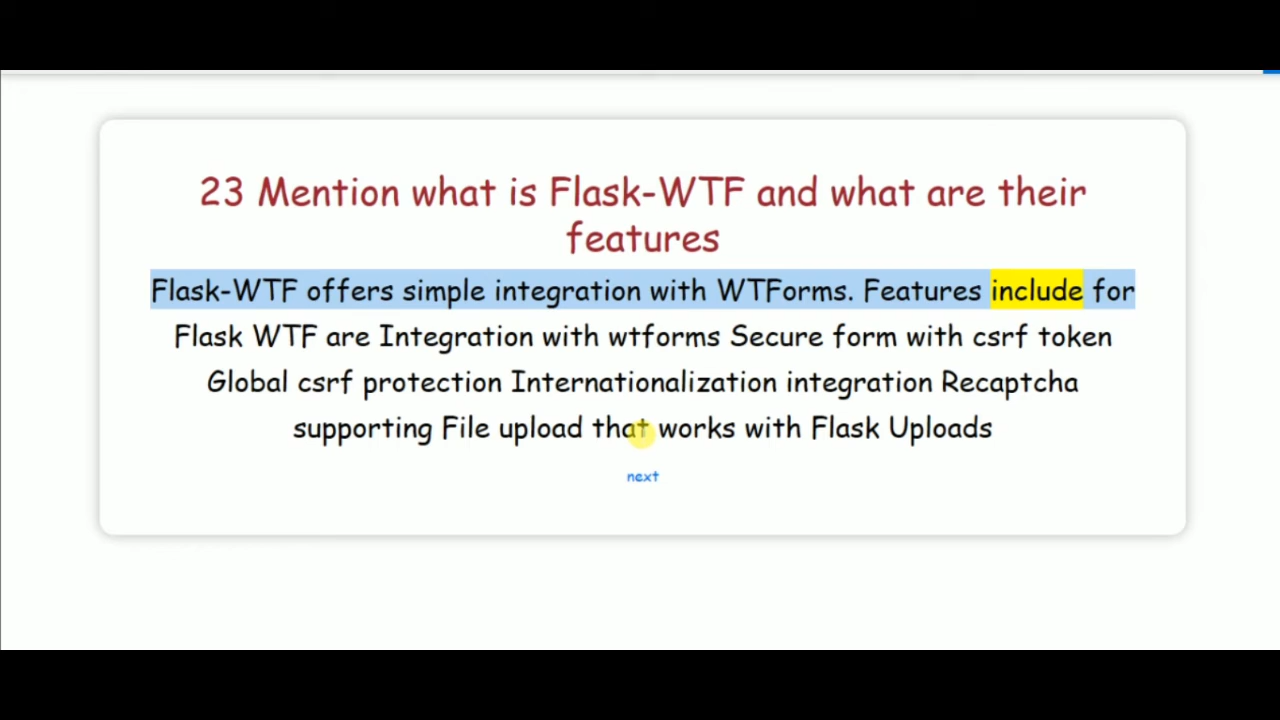 23 Mention what is Flask-WTF and what are their
features
Flask-WTF offers simple integration with WTForms. Features include for
Flask WTF are Integration with wtforms Secure form with csrf token
Global csrf protection Internationalization integration Recaptcha
supporting File upload that works with Flask Uploads
next